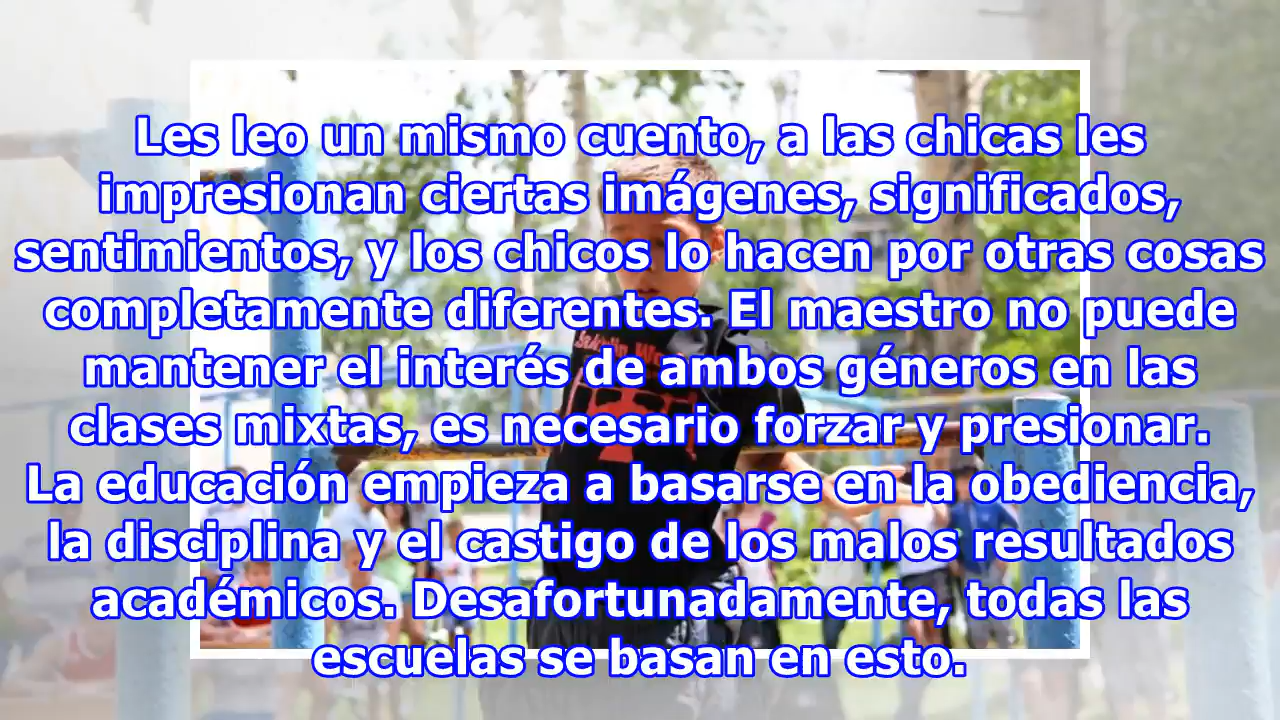 Les leo un mismo cuento, a las chicas les
impresionan ciertas imágenes, significados,
sentimientos, y los chicos lo hacen por otras cosas
completamente diferentes. El maestro no puede
mantener el interés de ambos géneros en las
clases mixtas, es necesario forzar y presionar.
La educación empieza a basarse en la obediencia,
la disciplina y el castigo de los malos resultados
académicos. Desafortunadamente, todas las
escuelas se basan en esto.